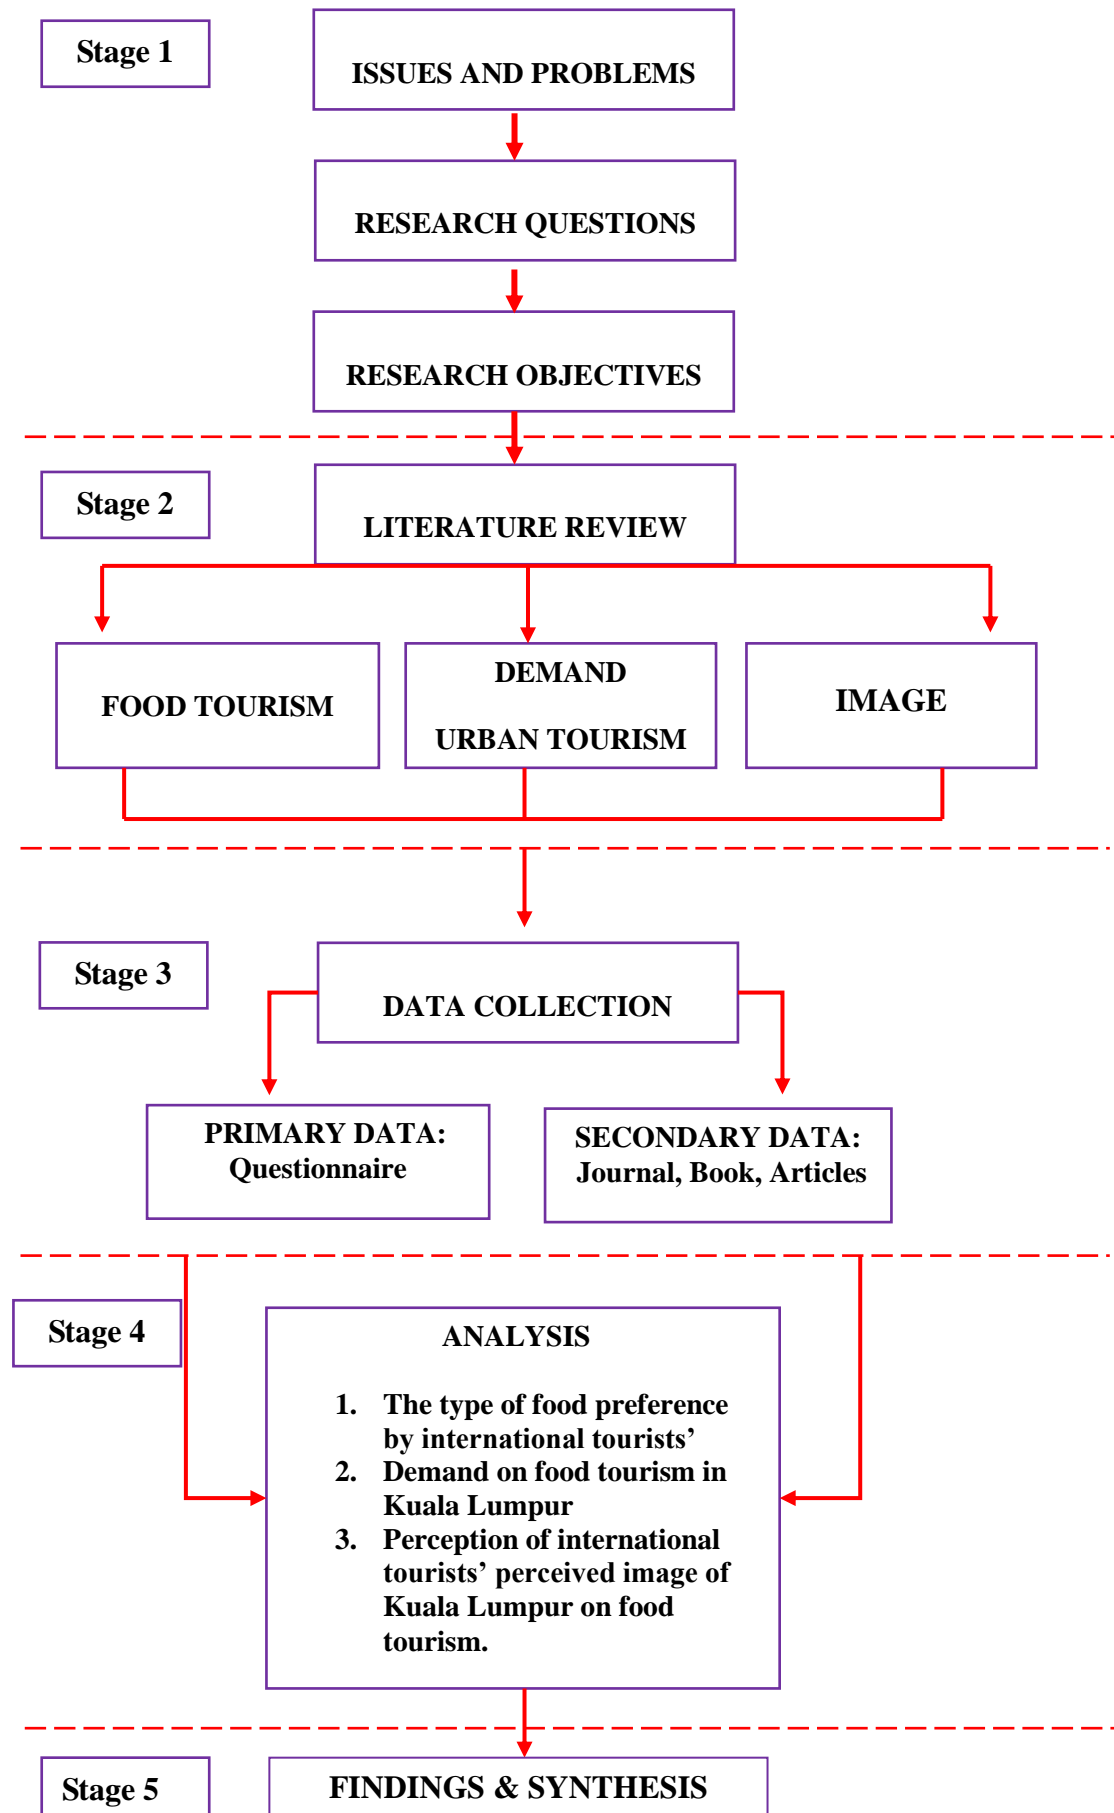 Stage 1
ISSUES AND PROBLEMS
RESEARCH QUESTIONS
RESEARCH OBJECTIVES
Stage 2
LITERATURE REVIEW
FOOD TOURISM
DEMAND
URBAN TOURISM
IMAGE
Stage 3
DATA COLLECTION
PRIMARY DATA:
Questionnaire
SECONDARY DATA:
Journal, Book, Articles
Stage 4
ANALYSIS
1. The type of food preference
by international tourists’
2. Demand on food tourism in
Kuala Lumpur
3. Perception of international
tourists’ perceived image of
Kuala Lumpur on food
tourism.
Stage 5
FINDINGS & SYNTHESIS